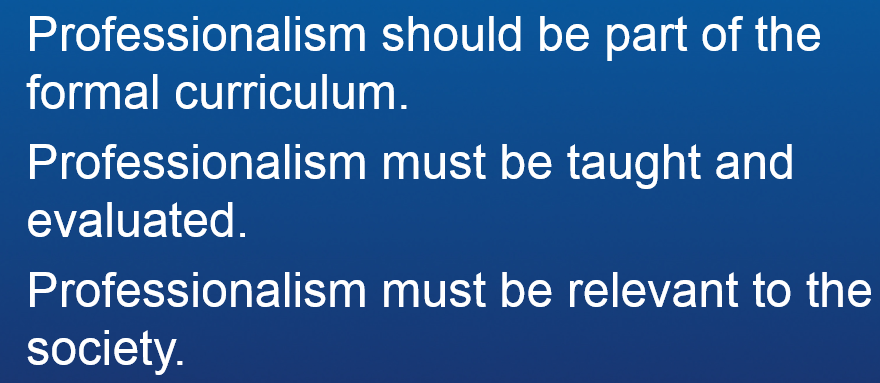 Professionalism should be part of the
formal curriculum.
Professionalism must be taught and
evaluated.
Professionalism must be relevant to the
society.